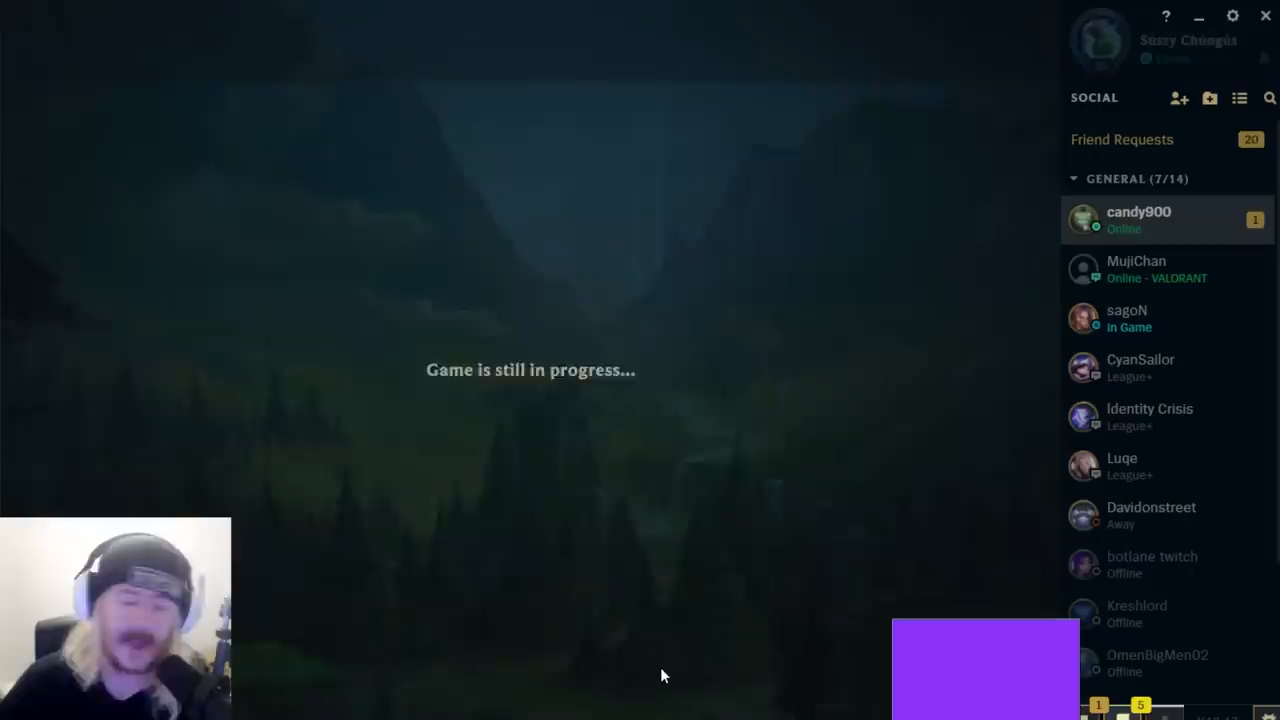 ?
Sussy Chungus
SOCIAL
Friend Requests
20
GENERAL (7/14)
candy900
Online
1
MujiChan
Online - VALORANT
sagoN
In Game
Game is still in progress...
CyanSailor
League+
Identity Crisis
League+
Luqe
League+
Davidonstreet
Away
botlane twitch
Offline
Kreshlord
Offline
OmenBigMen02
Offline
1
5